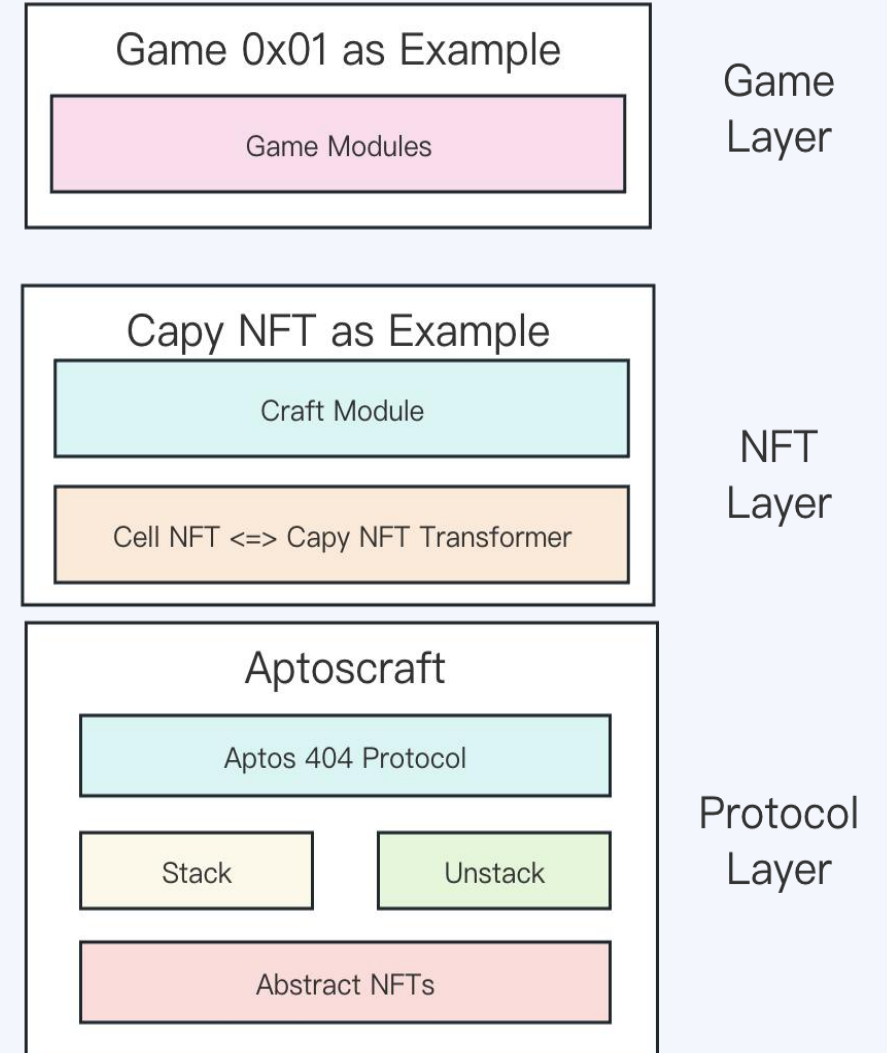 Game 0x01 as Example
Game Modules
Game
Layer
Capy NFT as Example
Craft Module
Cell NFT <=> Capy NFT Transformer
NFT
Layer
Aptoscraft
Aptos 404 Protocol
Stack
Unstack
Abstract NFTs
Protocol
Layer